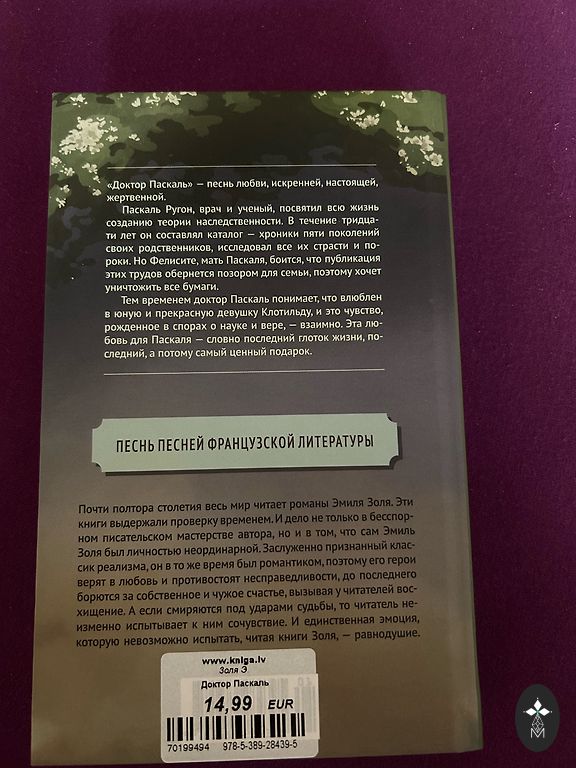 «Доктор Паскаль» — песнь любви, искренней, настоящей,
жертвенной.
Паскаль Ругон, врач и ученый, посвятил всю жизнь
созданию теории наследственности. В течение тридца-
ти лет он составлял каталог — хроники пяти поколений
своих родственников, исследовал все их страсти и по-
роки. Но Фелисите, мать Паскаля, боится, что публикация
этих трудов обернется позором для семьи, поэтому хочет
уничтожить все бумаги.
Тем временем доктор Паскаль понимает, что влюблен
в юную и прекрасную девушку Клотильду, и это чувство,
рожденное в спорах о науке и вере, — взаимно. Эта лю-
бовь для Паскаля — словно последний глоток жизни, по-
следний, а потому самый ценный подарок.
ПЕСНЬ ПЕСНЕЙ ФРАНЦУЗСКОЙ ЛИТЕРАТУРЫ
Почти полтора столетия весь мир читает романы Эмиля Золя. Эти
книги выдержали проверку временем. И дело не только в бесспор-
ном писательском мастерстве автора, но и в том, что сам Эмиль
Золя был личностью неординарной. Заслуженно признанный клас-
сик реализма, он в то же время был романтиком, поэтому его герои
верят в любовь и противостоят несправедливости, до последнего
борются за собственное и чужое счастье, вызывая у читателей вос-
хищение. А если смиряются под ударами судьбы, то читатель не-
изменно испытывает к ним сочувствие. И единственная эмоция,
которую невозможно испытать, читая книги Золя, — равнодушие.
www.kniga.lv
Золя Э.
Доктор Паскаль
14,99 EUR
70199494 978-5-389-28439-5